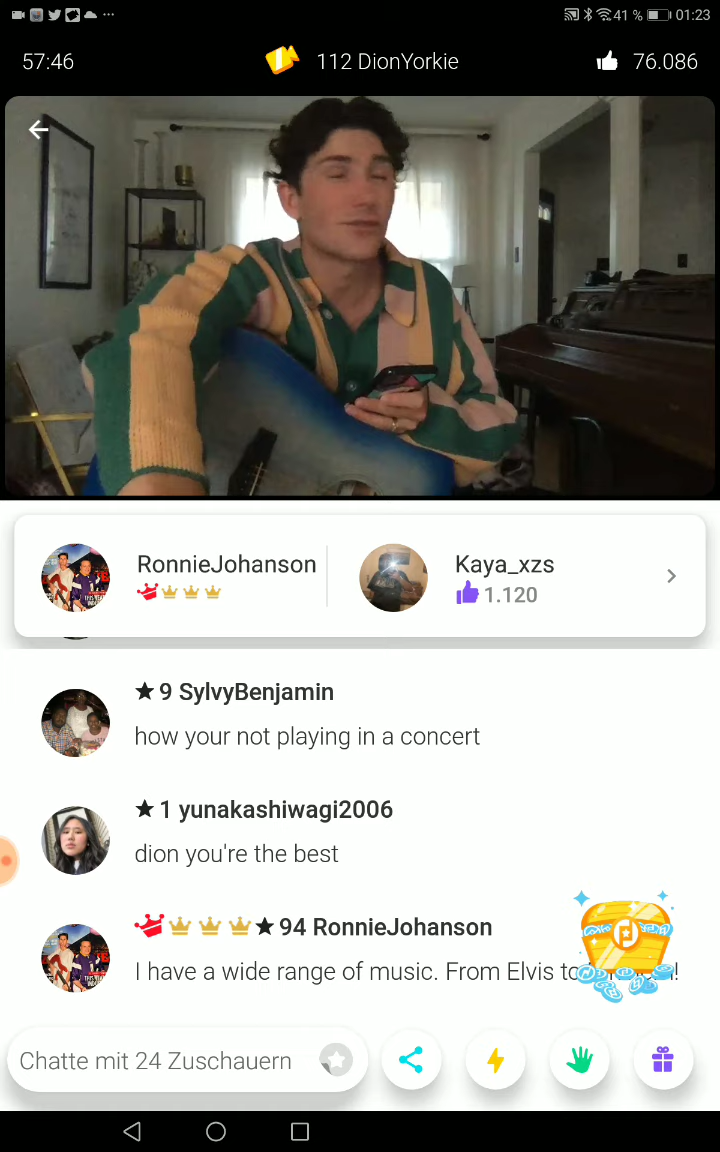 41 % 01:23
57:46 112 DionYorkie 76.086
RonnieJohanson Kaya_xzs
1.120
9 SylvyBenjamin
how your not playing in a concert
1 yunakashiwagi2006
dion you're the best
94 RonnieJohanson
I have a wide range of music. From Elvis to
Chatte mit 24 Zuschauern